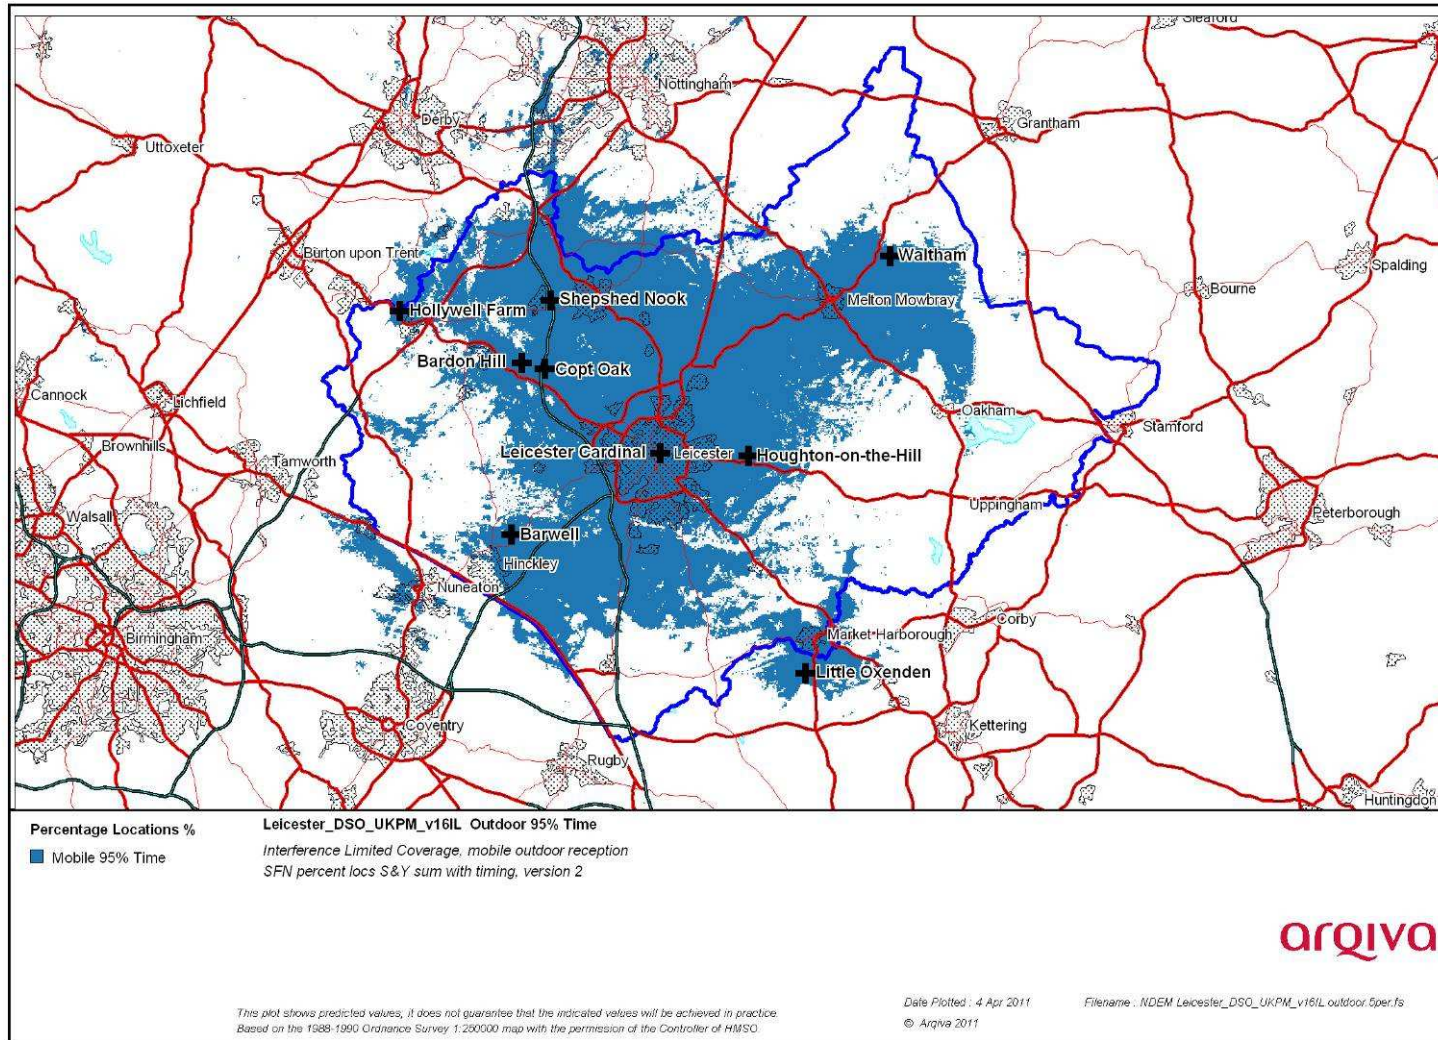 Sleaford
Nottingham
Derby
Grantham
Uttoxeter
Burton upon Trent
Waltham
Spalding
Bourne
Shepshed Nook
Melton Mowbray
Hollywell Farm
Bardon Hill
Copt Oak
Cannock
Lichfield
Oakham
Stamford
Brownhills
Tamworth
Leicester Cardinal
Leicester
Houghton-on-the-Hill
Uppingham
Walsall
Peterborough
Barwell
Hinckley
Nuneaton
Birmingham
Corby
Market Harborough
Little Oxenden
Coventry
Kettering
Rugby
Huntingdon
Percentage Locations %
Mobile 95% Time
Leicester_DSO_UKPM_v16IL Outdoor 95% Time
Interference Limited Coverage, mobile outdoor reception
SFN percent locs S&Y sum with timing, version 2
arqiva
This plot shows predicted values; it does not guarantee that the indicated values will be achieved in practice.
Based on the 1988-1990 Ordnance Survey 1:250000 map with the permission of the Controller of HMSO
Date Plotted : 4 Apr 2011
© Arqiva 2011
Filename : NDEM Leicester_DSO_UKPM_v16IL.outdoor.5per.fs